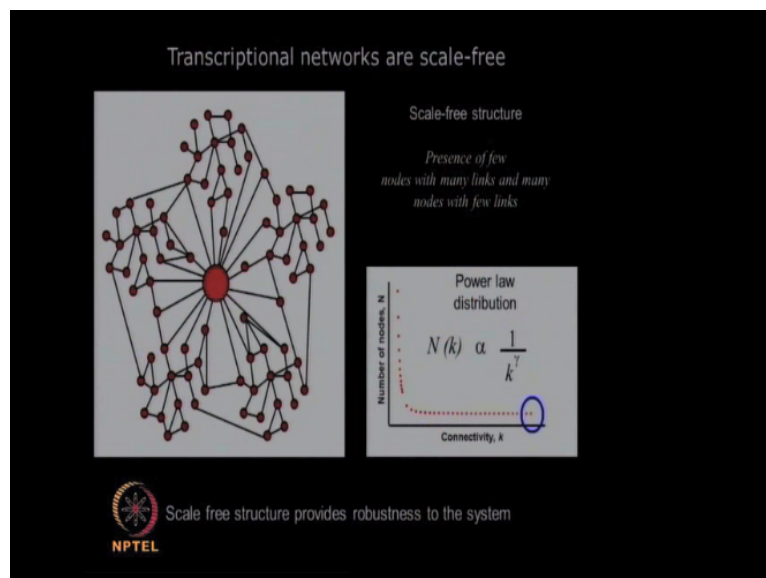 Transcriptional networks are scale-free
Scale-free structure
Presence of few
nodes with many links and many
nodes with few links
Power law
distribution
N (k) α 1 / k^γ
Number of nodes, N
Connectivity, k
Scale free structure provides robustness to the system
NPTEL